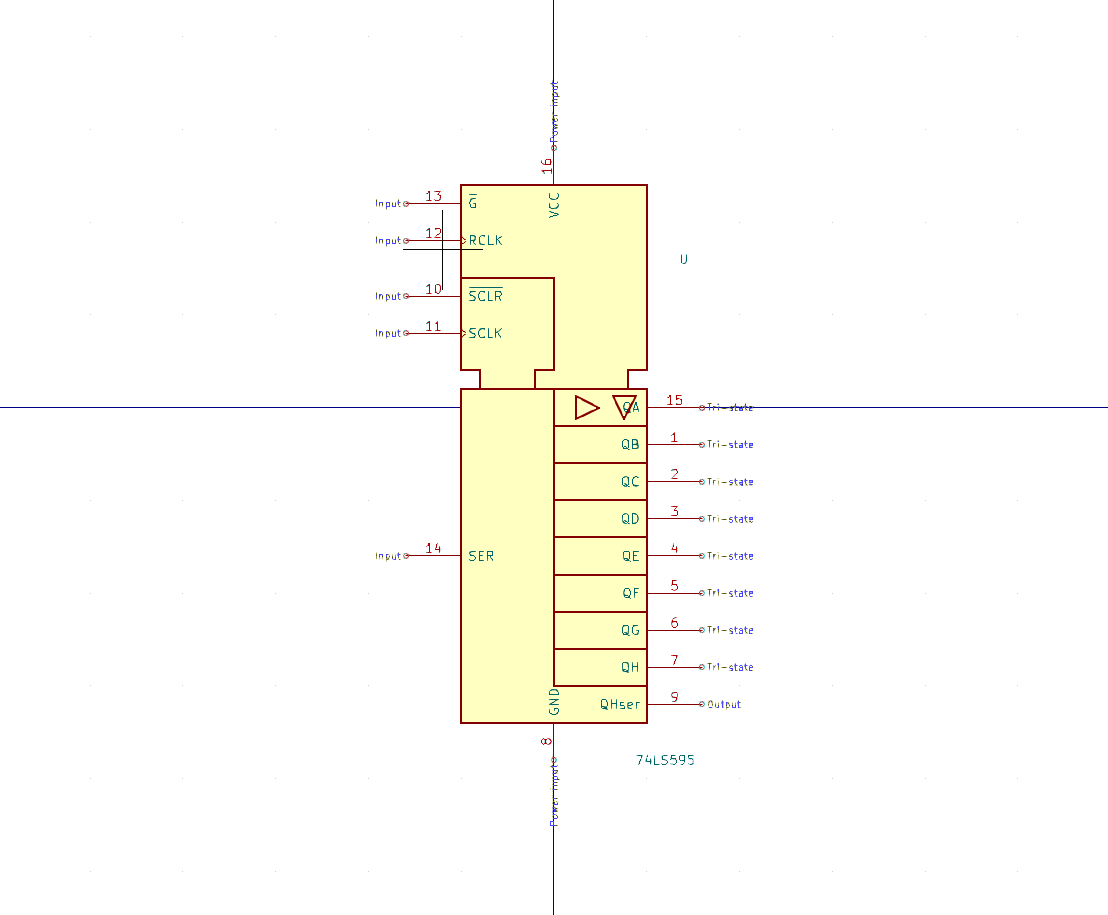 Power input
16
VCC
Input 13 G̅
Input 12 RCLK
U
Input 10 S̅C̅L̅R̅
Input 11 SCLK
QA 15 Tri-state
QB 1 Tri-state
QC 2 Tri-state
QD 3 Tri-state
Input 14 SER
QE 4 Tri-state
QF 5 Tri-state
QG 6 Tri-state
QH 7 Tri-state
GND
QHser 9 Output
8
74LS595
Power input